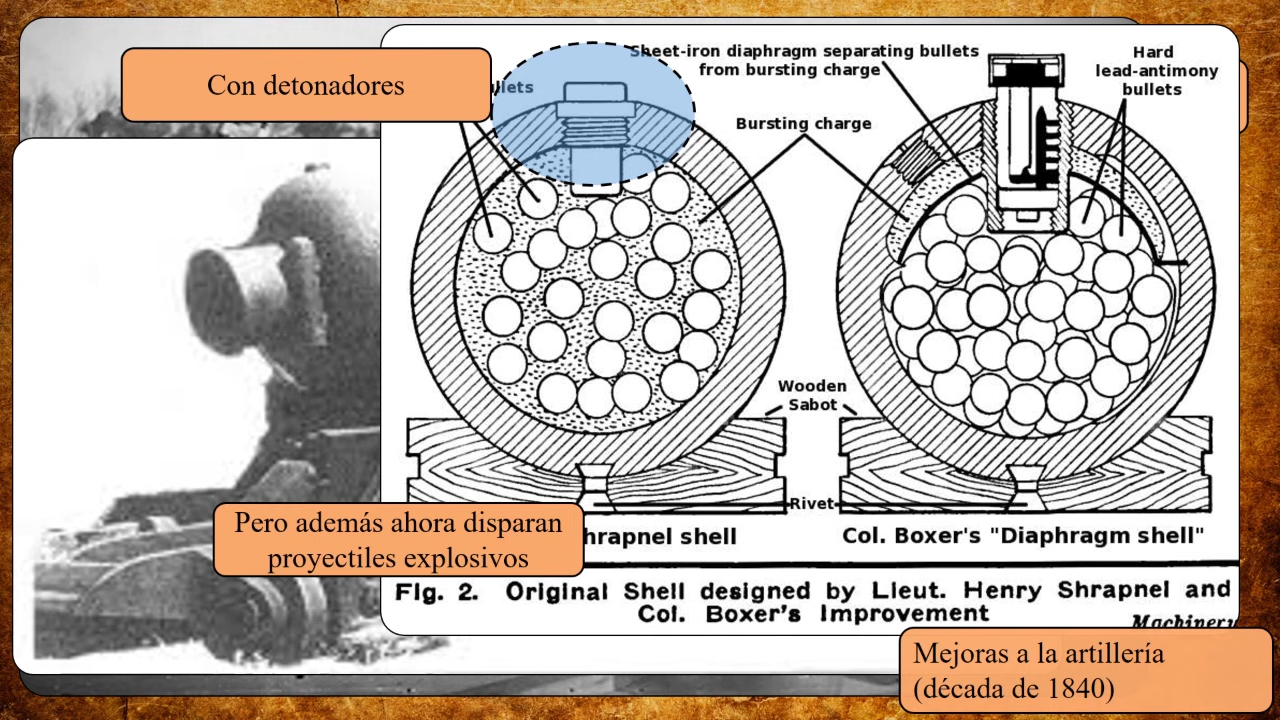 Con detonadores
Sheet-iron diaphragm separating bullets
from bursting charge
Hard
lead-antimony
bullets
Bursting charge
Wooden
Sabot
Rivet
Pero además ahora disparan
proyectiles explosivos
shell
Col. Boxer's "Diaphragm shell"
Fig. 2. Original Shell designed by Lieut. Henry Shrapnel and
Col. Boxer's Improvement
Machinery
Mejoras a la artillería
(década de 1840)